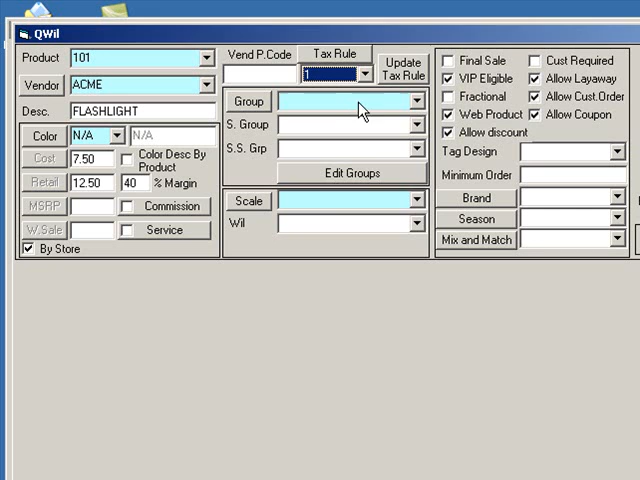 QWil
Product 101
Vendor ACME
Desc. FLASHLIGHT
Color N/A N/A
Cost 7.50 Color Desc By Product
Retail 12.50 40 % Margin
MSRP Commission
W.Sale Service
By Store
Vend P.Code Tax Rule
1 Update Tax Rule
Group
S. Group
S.S. Grp
Edit Groups
Scale
Wil
Final Sale Cust Required
VIP Eligible Allow Layaway
Fractional Allow Cust.Order
Web Product Allow Coupon
Allow discount
Tag Design
Minimum Order
Brand
Season
Mix and Match